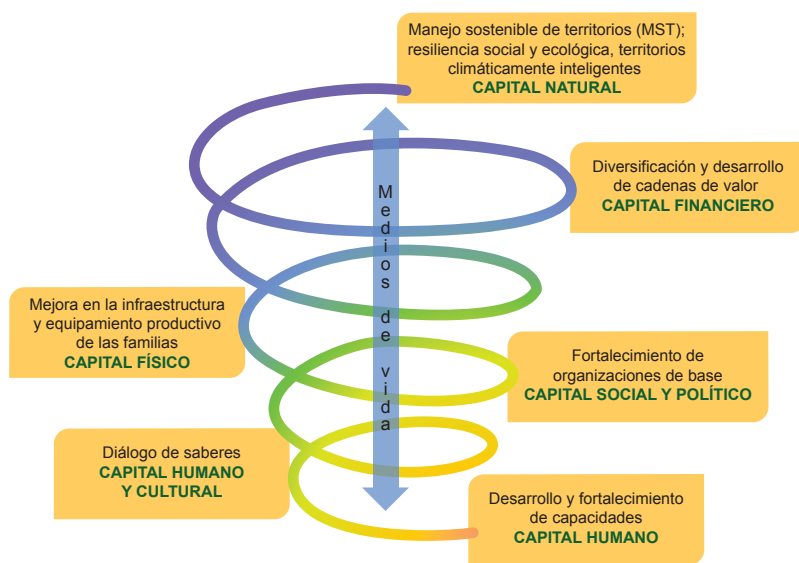 Manejo sostenible de territorios (MST);
resiliencia social y ecológica, territorios
climáticamente inteligentes
CAPITAL NATURAL
Diversificación y desarrollo
de cadenas de valor
CAPITAL FINANCIERO
Medios de vida
Mejora en la infraestructura
y equipamiento productivo
de las familias
CAPITAL FÍSICO
Fortalecimiento de
organizaciones de base
CAPITAL SOCIAL Y POLÍTICO
Diálogo de saberes
CAPITAL HUMANO
Y CULTURAL
Desarrollo y fortalecimiento
de capacidades
CAPITAL HUMANO